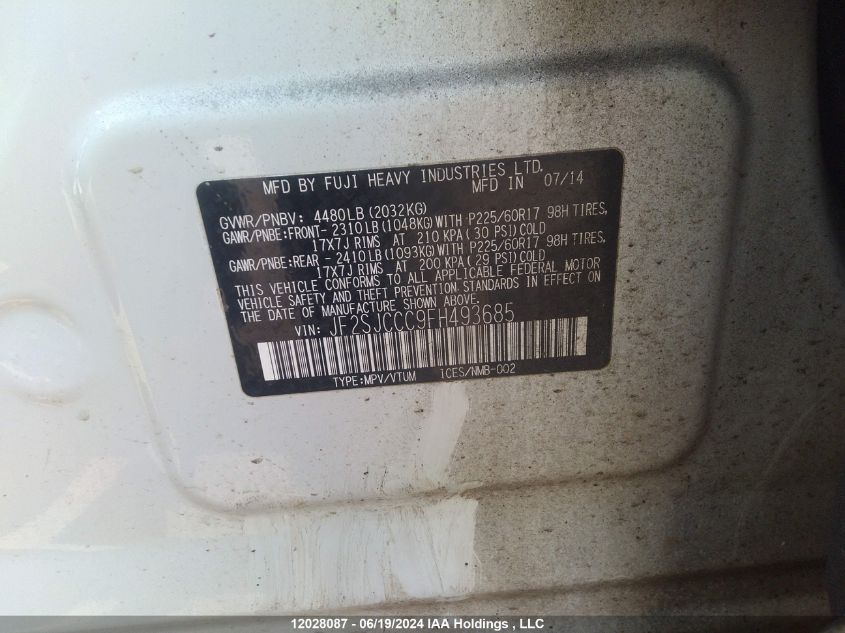 MFD BY FUJI HEAVY INDUSTRIES LTD.
MFD IN 07/14
GVWR/PNBV: 4480LB(2032KG)
GAWR/PNBE:FRONT- 2310LB(1048KG)WITH P225/60R17 98H TIRES,
17X7J RIMS AT 210 KPA( 30 PSI)COLD
GAWR/PNBE:REAR - 2410LB(1093KG)WITH P225/60R17 98H TIRES,
17X7J RIMS AT 200 KPA( 29 PSI)COLD
THIS VEHICLE CONFORMS TO ALL APPLICABLE FEDERAL MOTOR
VEHICLE SAFETY AND THEFT PREVENTION STANDARDS IN EFFECT ON
THE DATE OF MANUFACTURE SHOWN ABOVE.
VIN: JF2SJCCC9FH493685
TYPE:MPV/VTUM ICES/NMB-002
12028087 - 06/19/2024 IAA Holdings , LLC